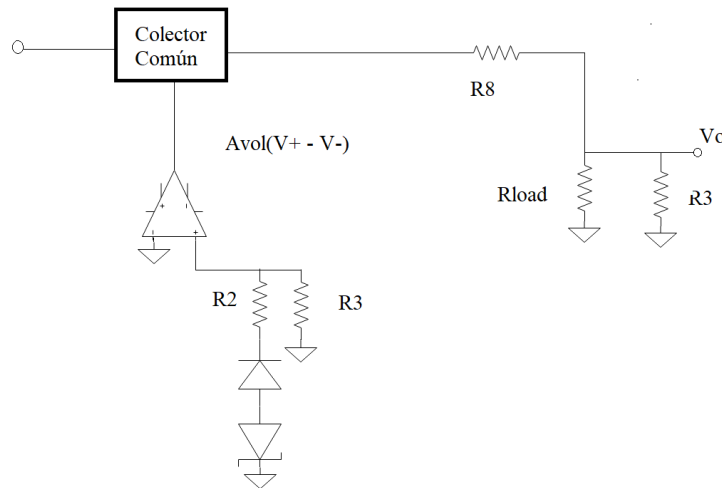 Colector
Común
R8
Avol(V+ - V-)
Vo
Rload
R3
R2
R3